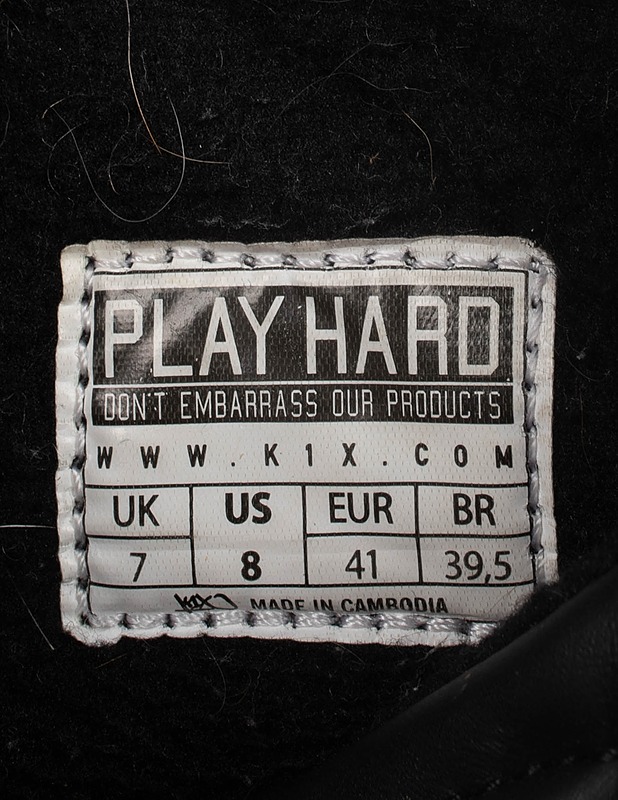 PLAY HARD
DON'T EMBARRASS OUR PRODUCTS
WWW.K1X.COM
UK US EUR BR
7 8 41 39,5
K1X MADE IN CAMBODIA